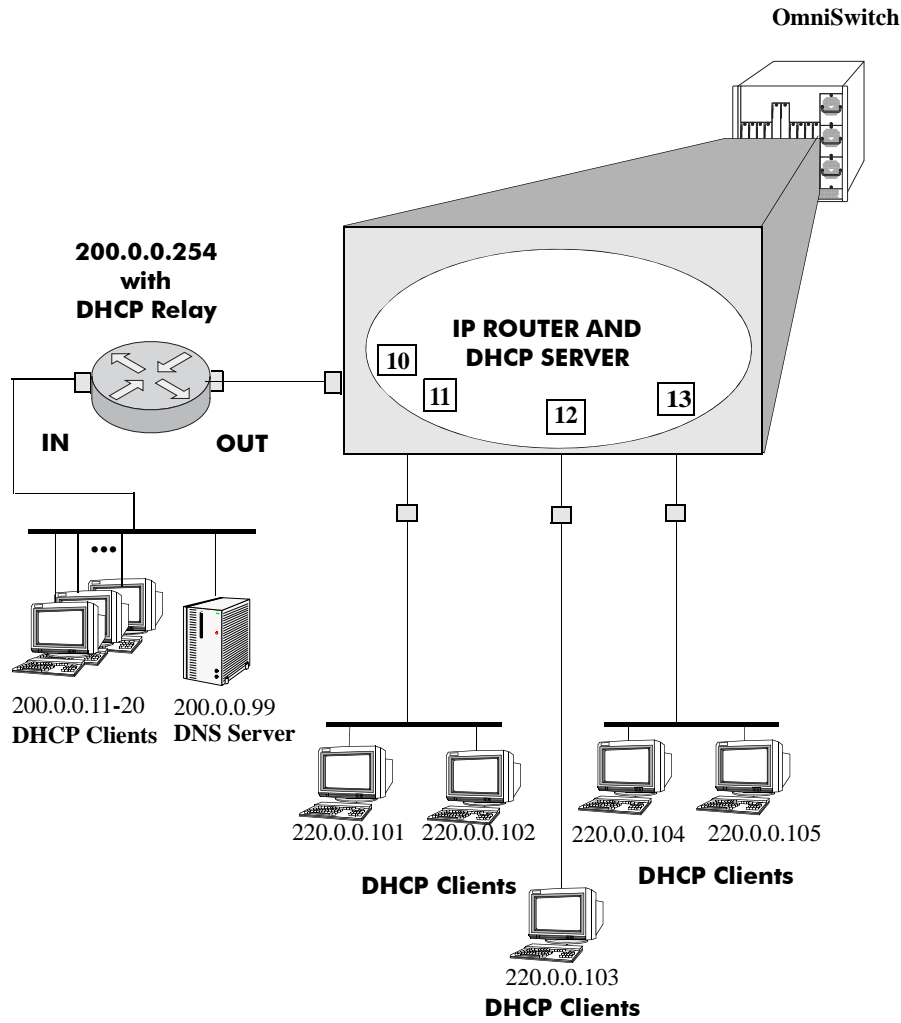 OmniSwitch
200.0.0.254
with
DHCP Relay
IP ROUTER AND
DHCP SERVER
10
11
12
13
IN
OUT
200.0.0.11-20
DHCP Clients
200.0.0.99
DNS Server
220.0.0.101
220.0.0.102
DHCP Clients
220.0.0.104
220.0.0.105
DHCP Clients
220.0.0.103
DHCP Clients